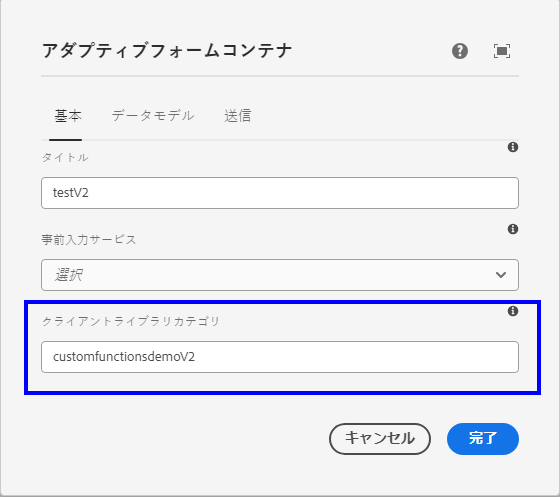 アダプティブフォームコンテナ
基本 データモデル 送信
タイトル
testV2
事前入力サービス
選択
クライアントライブラリカテゴリ
customfunctionsdemoV2
キャンセル 完了